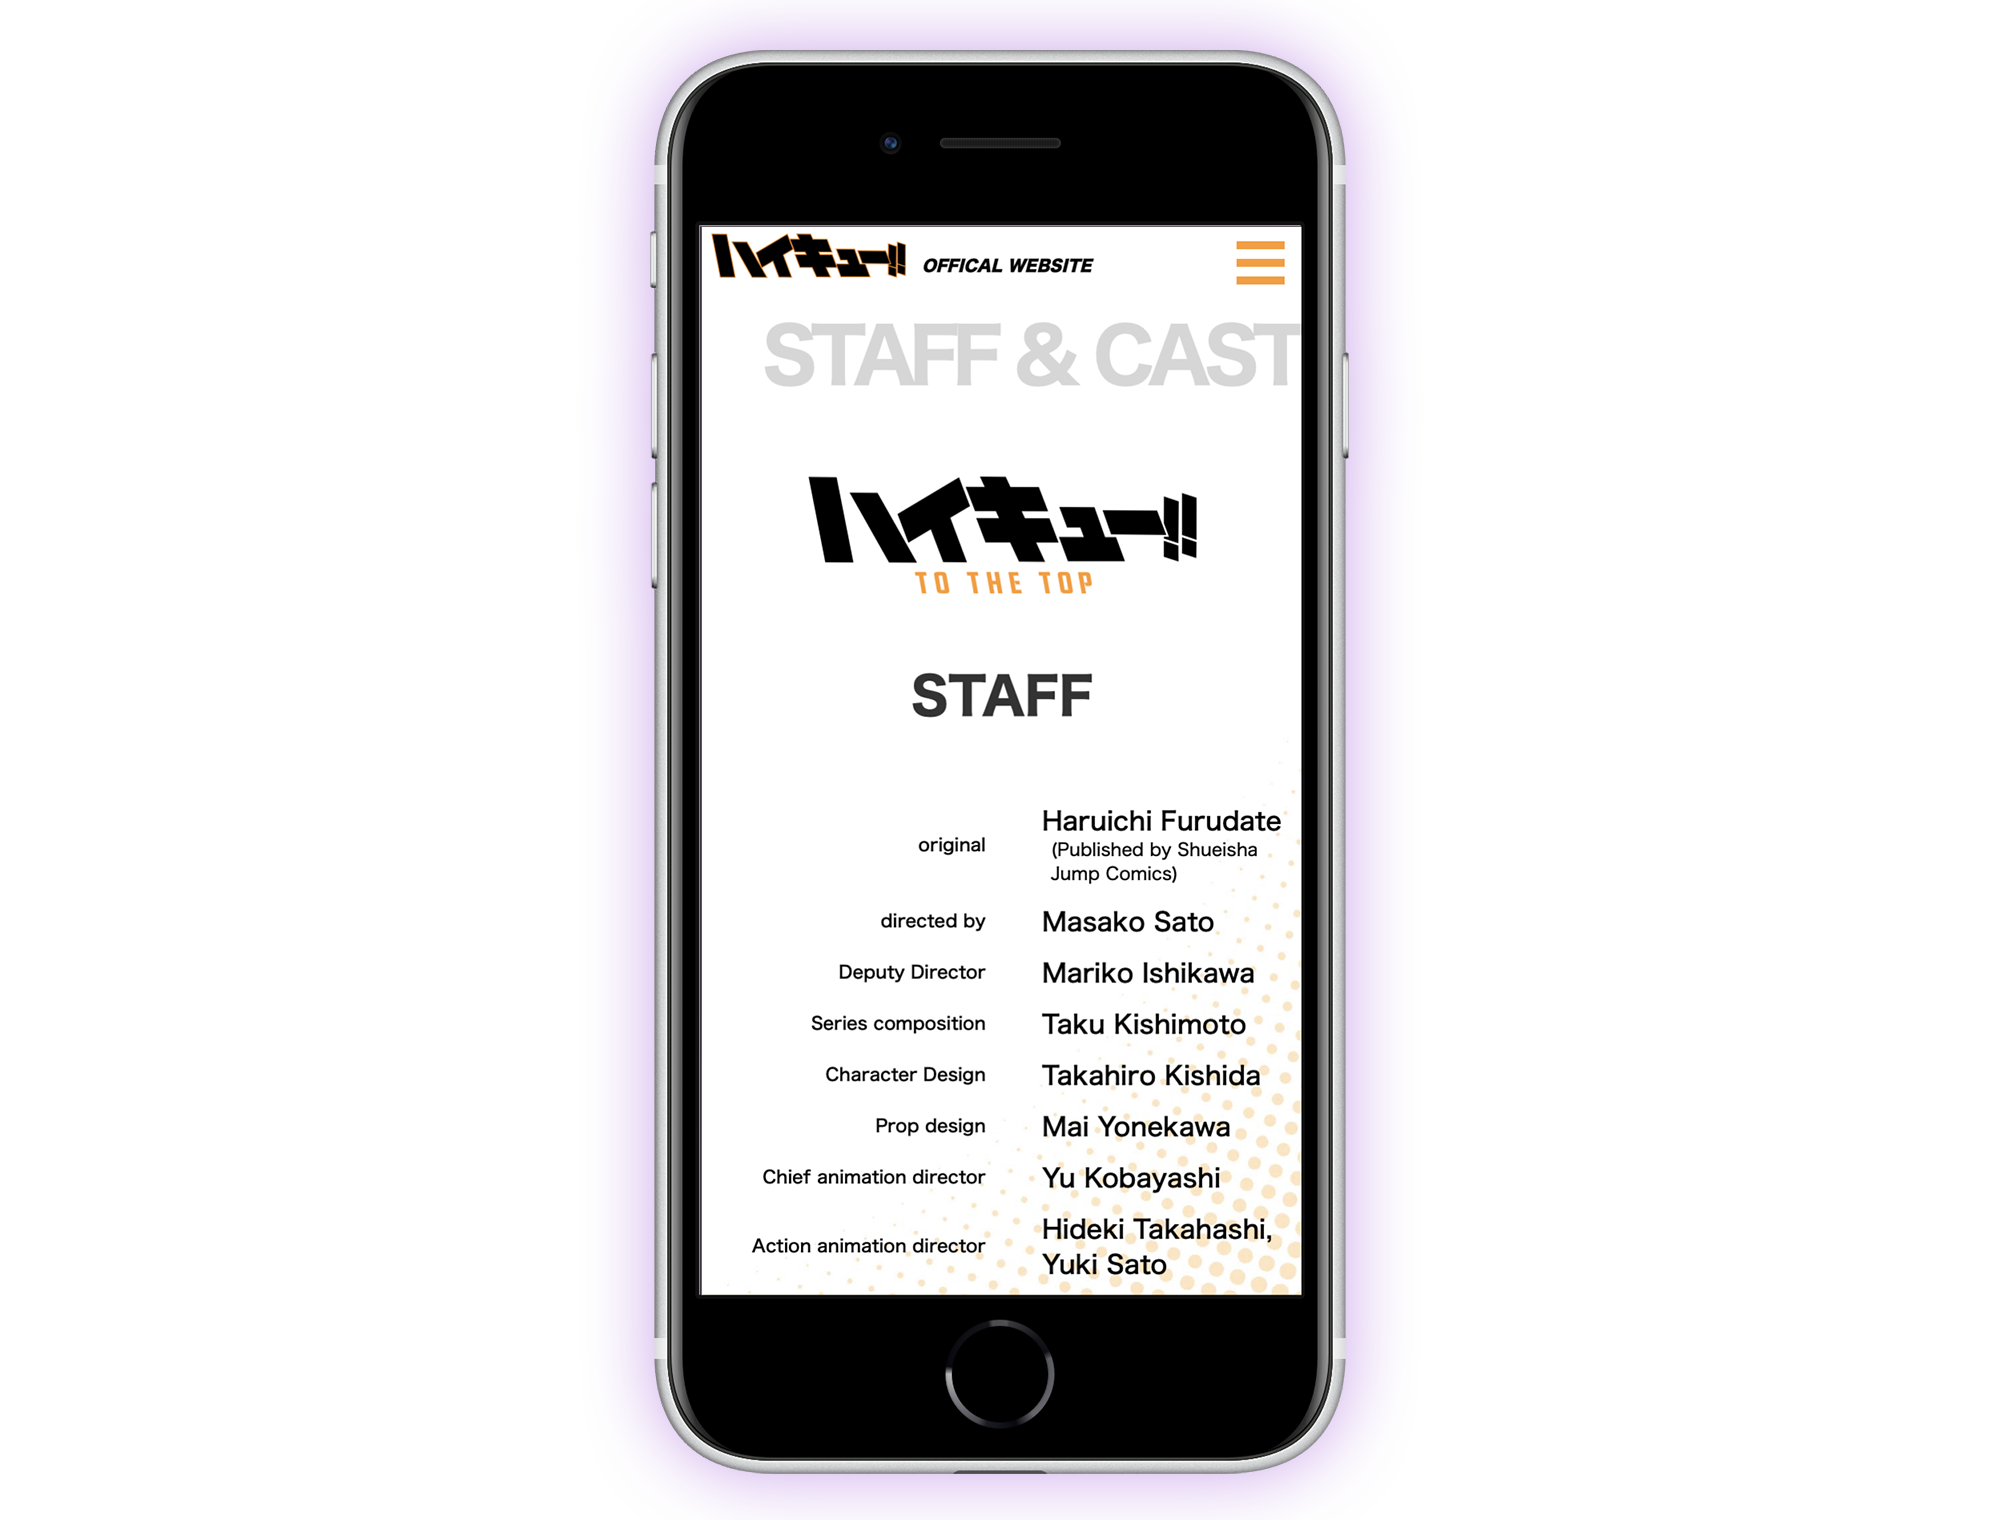 ハイキュー!! OFFICAL WEBSITE
STAFF & CAST
ハイキュー!!
TO THE TOP
STAFF
original
Haruichi Furudate
(Published by Shueisha
Jump Comics)
directed by Masako Sato
Deputy Director Mariko Ishikawa
Series composition Taku Kishimoto
Character Design Takahiro Kishida
Prop design Mai Yonekawa
Chief animation director Yu Kobayashi
Action animation director Hideki Takahashi,
Yuki Sato